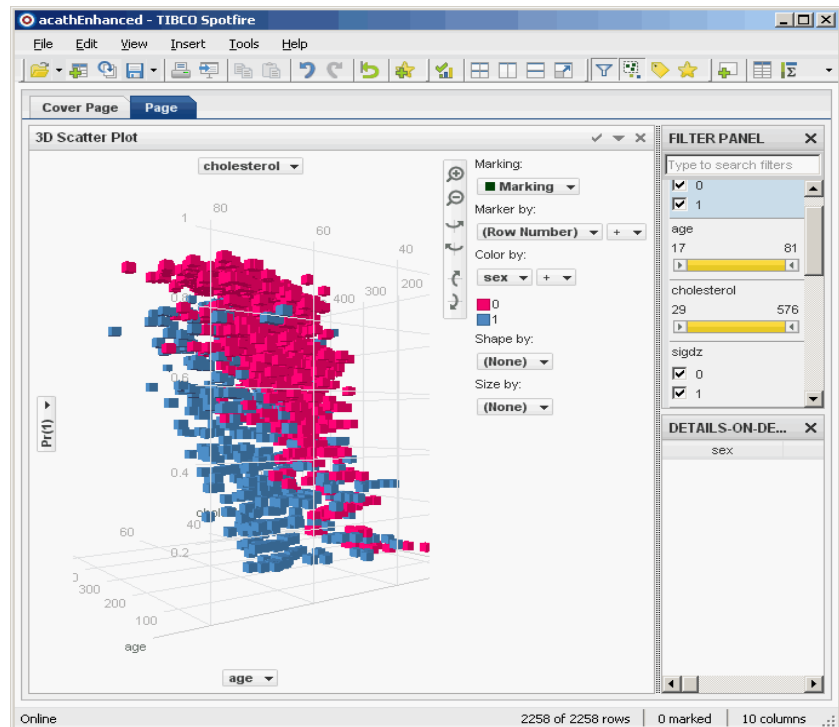 acathEnhanced - TIBCO Spotfire
File Edit View Insert Tools Help
Cover Page Page
3D Scatter Plot
cholesterol
1
80
60
40
400
300
200
0.8
0.6
0.4
0.2
60
40
300
200
100
age
Pr(1)
age
Marking:
Marking
Marker by:
(Row Number) +
Color by:
sex +
0
1
Shape by:
(None)
Size by:
(None)
FILTER PANEL
Type to search filters
0
1
age
17 81
cholesterol
29 576
sigdz
0
1
DETAILS-ON-DE...
sex
Online 2258 of 2258 rows 0 marked 10 columns